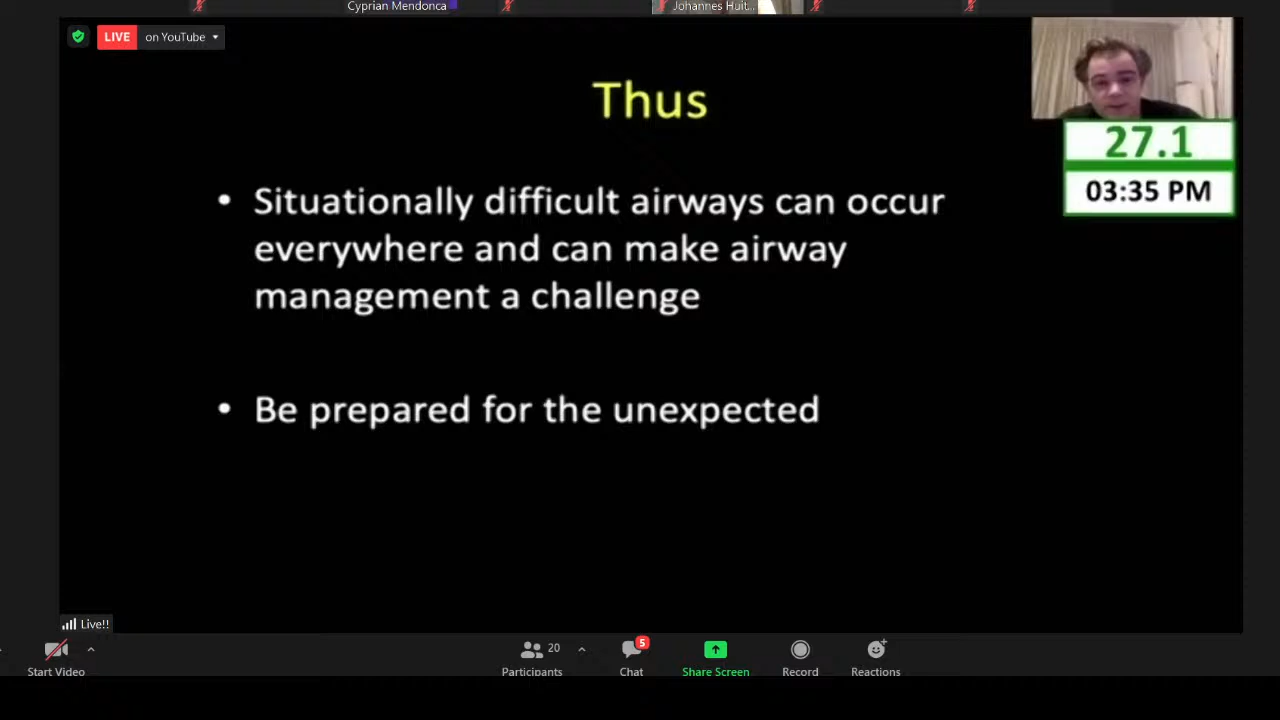 Cyprian Mendonca
Johannes Huit...
LIVE on YouTube
Thus
27.1
03:35 PM
• Situationally difficult airways can occur
everywhere and can make airway
management a challenge
• Be prepared for the unexpected
Live!!
20
5
Start Video
Participants
Chat
Share Screen
Record
Reactions